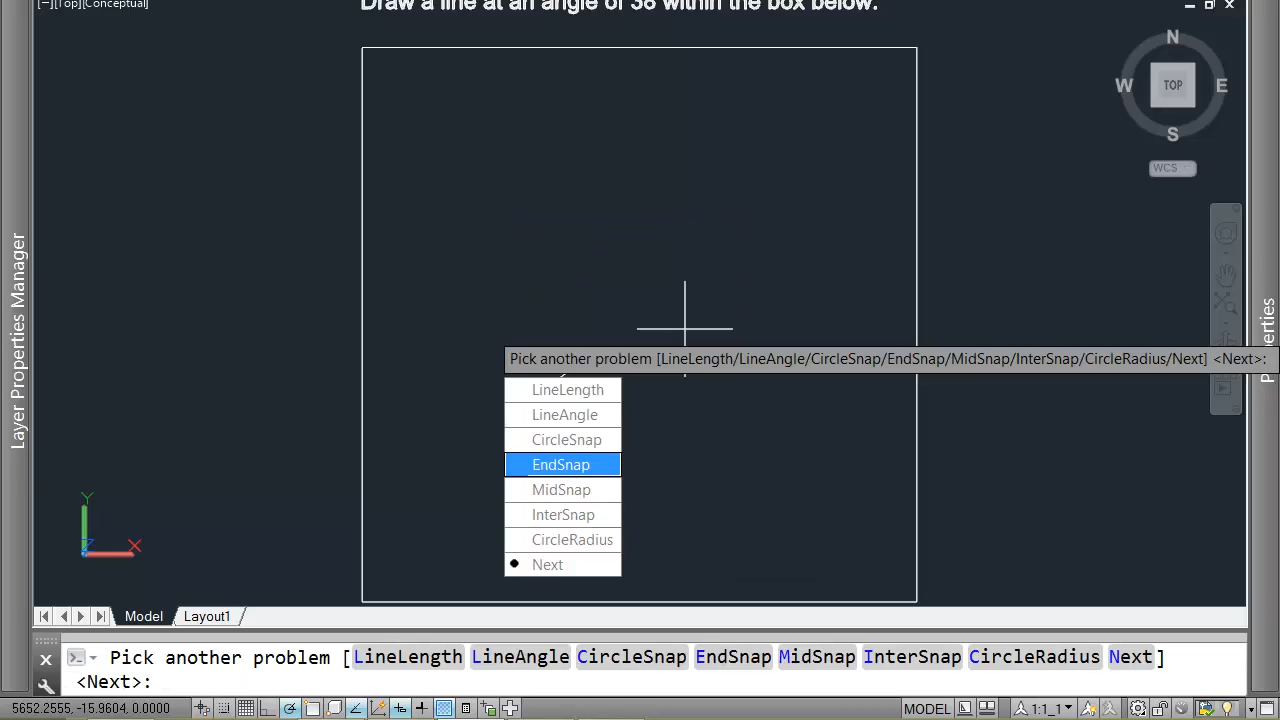 [−][Top][Conceptual]
Draw a line at an angle of 36 within the box below.
N
W TOP E
S
WCS
Layer Properties Manager
Properties
Pick another problem [LineLength/LineAngle/CircleSnap/EndSnap/MidSnap/InterSnap/CircleRadius/Next] <Next>:
LineLength
LineAngle
CircleSnap
EndSnap
MidSnap
InterSnap
CircleRadius
Next
Y
Z X
Model Layout1
Pick another problem [LineLength LineAngle CircleSnap EndSnap MidSnap InterSnap CircleRadius Next]
<Next>:
5652.2555, -15.9604, 0.0000 MODEL 1:1_1